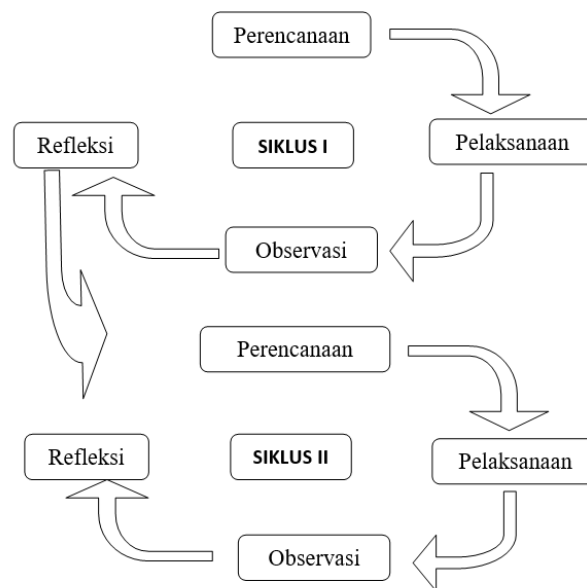 Perencanaan
Refleksi
SIKLUS I
Pelaksanaan
Observasi
Perencanaan
Refleksi
SIKLUS II
Pelaksanaan
Observasi